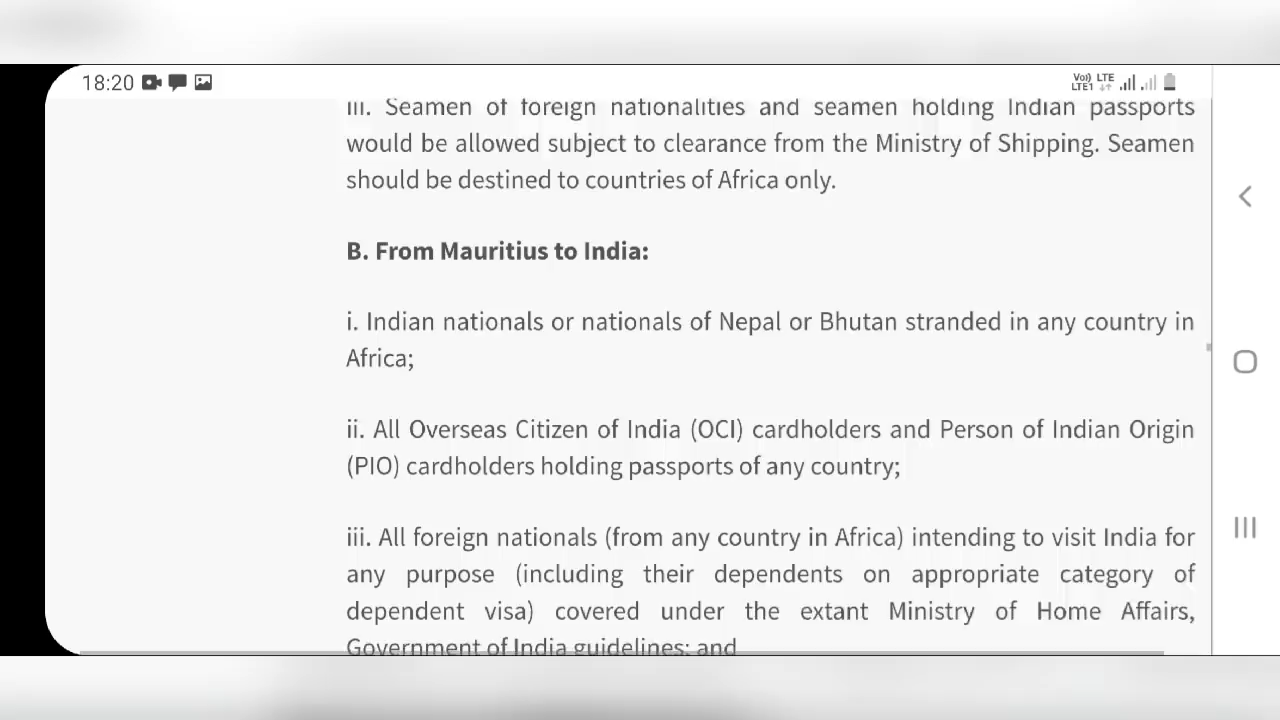 18:20
Vo) LTE
LTE1
iii. Seamen of foreign nationalities and seamen holding Indian passports
would be allowed subject to clearance from the Ministry of Shipping. Seamen
should be destined to countries of Africa only.
B. From Mauritius to India:
i. Indian nationals or nationals of Nepal or Bhutan stranded in any country in
Africa;
ii. All Overseas Citizen of India (OCI) cardholders and Person of Indian Origin
(PIO) cardholders holding passports of any country;
iii. All foreign nationals (from any country in Africa) intending to visit India for
any purpose (including their dependents on appropriate category of
dependent visa) covered under the extant Ministry of Home Affairs,
Government of India guidelines; and